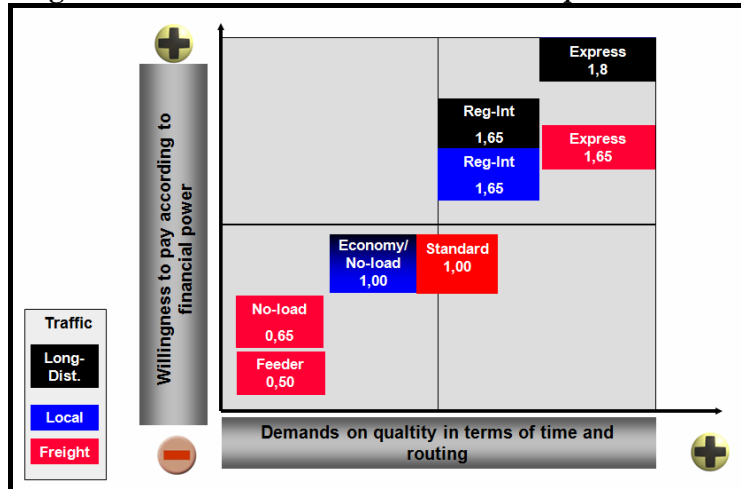 Express
1,8
Reg-Int
1,65
Express
1,65
Reg-Int
1,65
Economy/
No-load
1,00
Standard
1,00
No-load
0,65
Feeder
0,50
Willingness to pay according to
financial power
Traffic
Long-
Dist.
Local
Freight
Demands on qualtity in terms of time and
routing